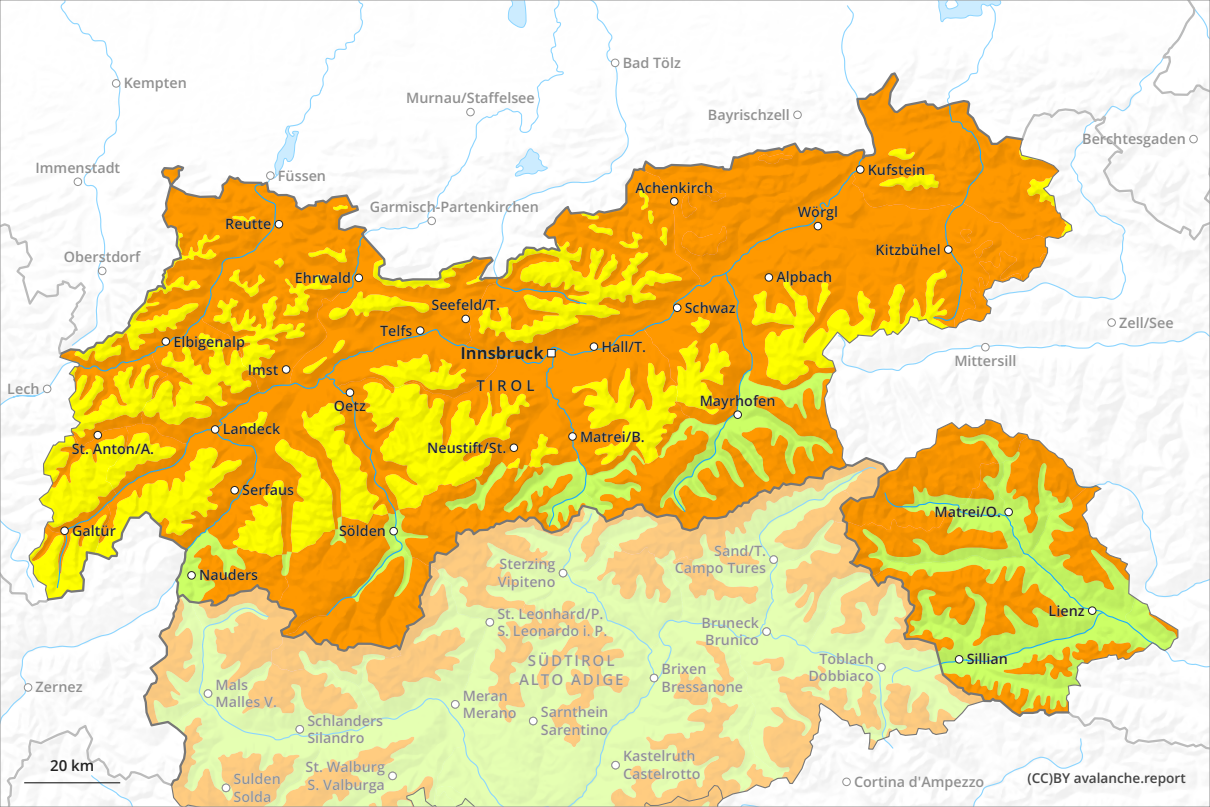 Kempten
Bad Tölz
Murnau/Staffelsee
Bayrischzell
Berchtesgaden
Immenstadt
Füssen
Kufstein
Achenkirch
Garmisch-Partenkirchen
Wörgl
Reutte
Kitzbühel
Oberstdorf
Ehrwald
Alpbach
Seefeld/T.
Schwaz
Zell/See
Telfs
Elbigenalp
Innsbruck
Hall/T.
Mittersill
Imst
TIROL
Lech
Oetz
Mayrhofen
Landeck
Matrei/B.
St. Anton/A.
Neustift/St.
Serfaus
Matrei/O.
Galtür
Sölden
Sand/T.
Campo Tures
Sterzing
Vipiteno
Nauders
Lienz
St. Leonhard/P.
S. Leonardo i. P.
Bruneck
Brunico
SÜDTIROL
ALTO ADIGE
Toblach
Dobbiaco
Sillian
Brixen
Bressanone
Zernez
Mals
Malles V.
Meran
Merano
Sarnthein
Sarentino
Schlanders
Silandro
Kastelruth
Castelrotto
St. Walburg
S. Valburga
20 km
Sulden
Solda
Cortina d'Ampezzo
(CC)BY avalanche.report